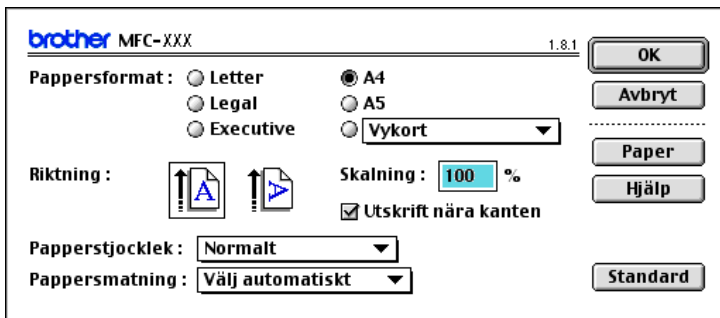 brother MFC-XXX
1.8.1
OK
Pappersformat : Letter A4
Avbryt
Legal A5
Executive Vykort
Paper
Riktning : A A Skalning : 100 %
Hjälp
Utskrift nära kanten
Papperstjocklek : Normalt
Pappersmatning : Välj automatiskt
Standard